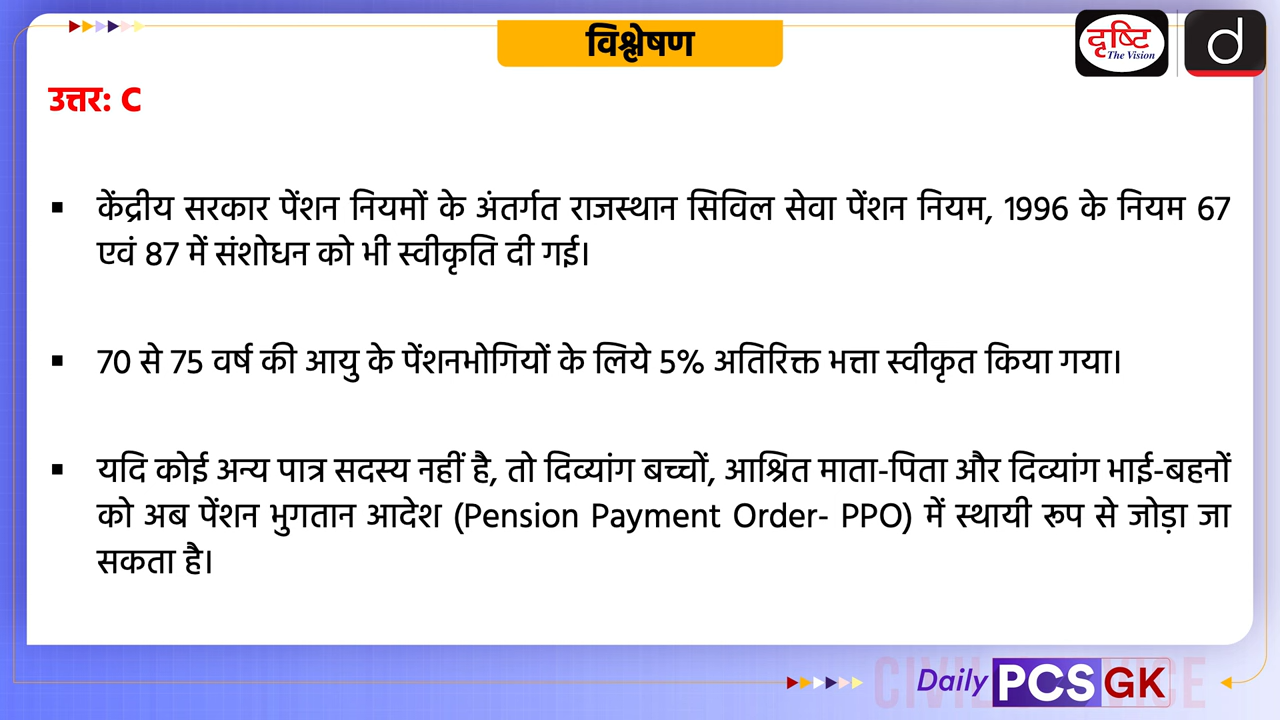 विश्लेषण
दृष्टि
The Vision
d
उत्तर: C
▪ केंद्रीय सरकार पेंशन नियमों के अंतर्गत राजस्थान सिविल सेवा पेंशन नियम, 1996 के नियम 67
एवं 87 में संशोधन को भी स्वीकृति दी गई।
▪ 70 से 75 वर्ष की आयु के पेंशनभोगियों के लिये 5% अतिरिक्त भत्ता स्वीकृत किया गया।
▪ यदि कोई अन्य पात्र सदस्य नहीं है, तो दिव्यांग बच्चों, आश्रित माता-पिता और दिव्यांग भाई-बहनों
को अब पेंशन भुगतान आदेश (Pension Payment Order- PPO) में स्थायी रूप से जोड़ा जा
सकता है।
Daily PCS GK